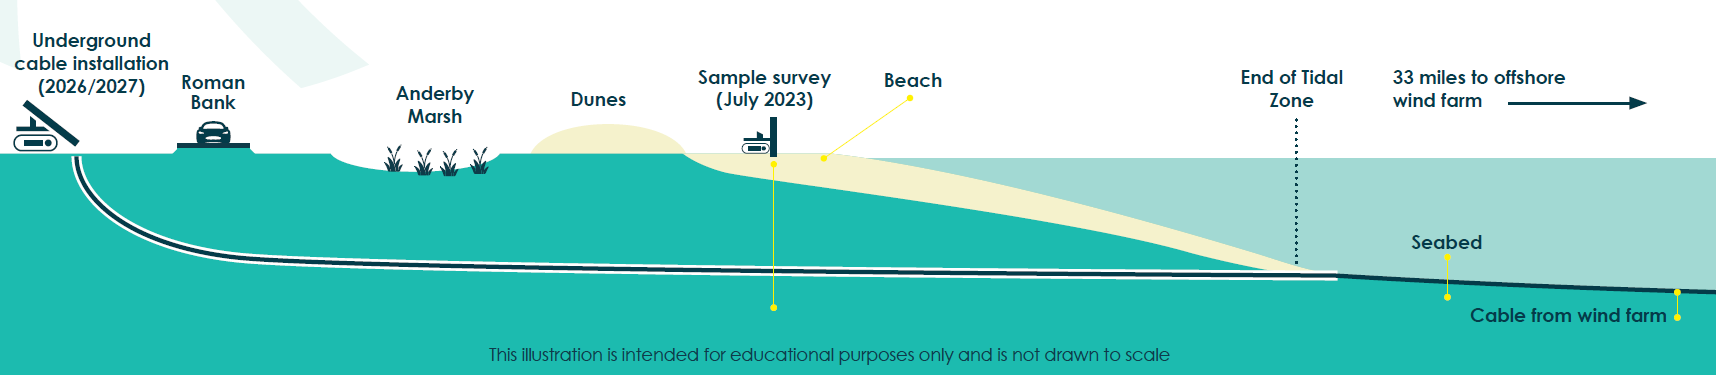 Underground
cable installation
(2026/2027)
Roman
Bank
Anderby
Marsh
Dunes
Sample survey
(July 2023)
Beach
End of Tidal
Zone
33 miles to offshore
wind farm
Seabed
Cable from wind farm
This illustration is intended for educational purposes only and is not drawn to scale